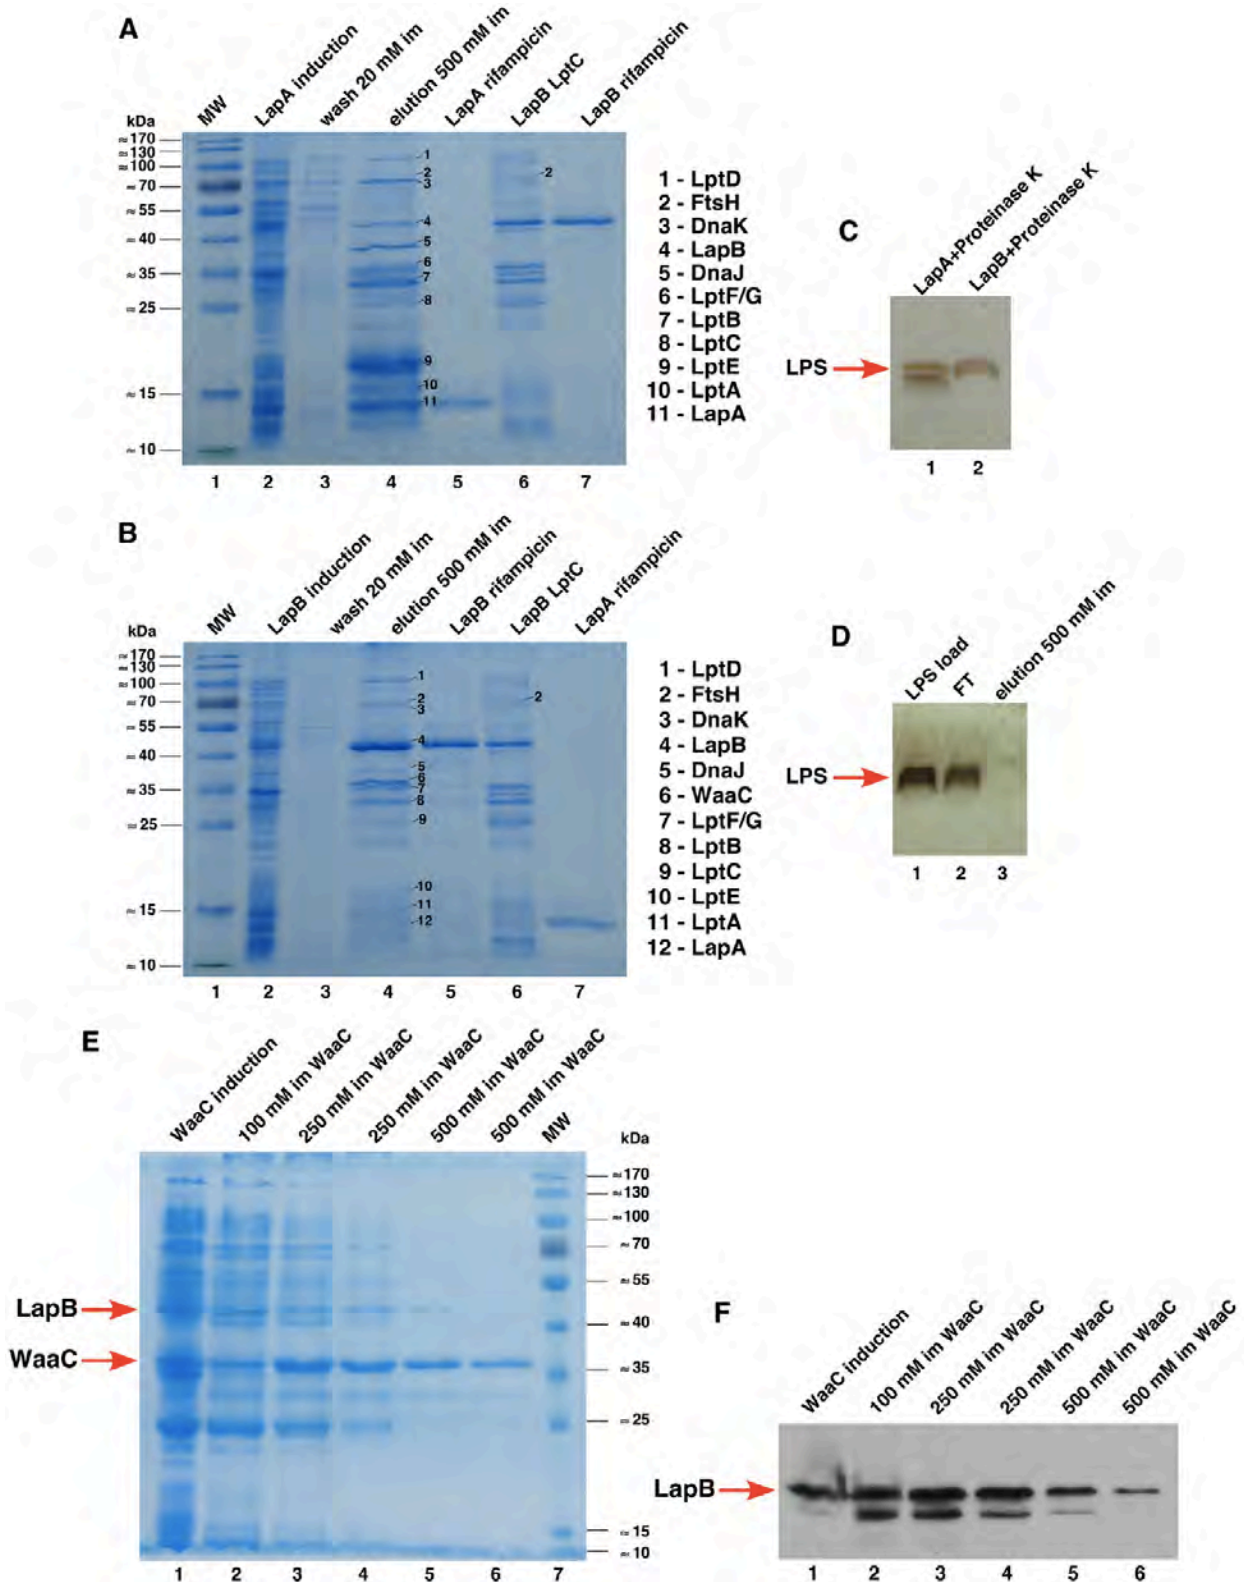 A
MW
LapA induction
wash 20 mM im
elution 500 mM im
LapA rifampicin
LapB LptC
LapB rifampicin
kDa
≈170
≈130
≈100
≈70
≈55
≈40
≈35
≈25
≈15
≈10
1
2
3
4
5
6
7
8
9
10
11
2
1 2 3 4 5 6 7
1 - LptD
2 - FtsH
3 - DnaK
4 - LapB
5 - DnaJ
6 - LptF/G
7 - LptB
8 - LptC
9 - LptE
10 - LptA
11 - LapA
C
LapA+Proteinase K
LapB+Proteinase K
LPS
1 2
B
MW
LapB induction
wash 20 mM im
elution 500 mM im
LapB rifampicin
LapB LptC
LapA rifampicin
kDa
≈170
≈130
≈100
≈70
≈55
≈40
≈35
≈25
≈15
≈10
1
2
3
4
5
6
7
8
9
10
11
12
2
1 2 3 4 5 6 7
1 - LptD
2 - FtsH
3 - DnaK
4 - LapB
5 - DnaJ
6 - WaaC
7 - LptF/G
8 - LptB
9 - LptC
10 - LptE
11 - LptA
12 - LapA
D
LPS load
FT
elution 500 mM im
LPS
1 2 3
E
WaaC induction
100 mM im WaaC
250 mM im WaaC
250 mM im WaaC
500 mM im WaaC
500 mM im WaaC
MW
kDa
≈170
≈130
≈100
≈70
≈55
≈40
≈35
≈25
≈15
≈10
LapB
WaaC
1 2 3 4 5 6 7
F
WaaC induction
100 mM im WaaC
250 mM im WaaC
250 mM im WaaC
500 mM im WaaC
500 mM im WaaC
LapB
1 2 3 4 5 6